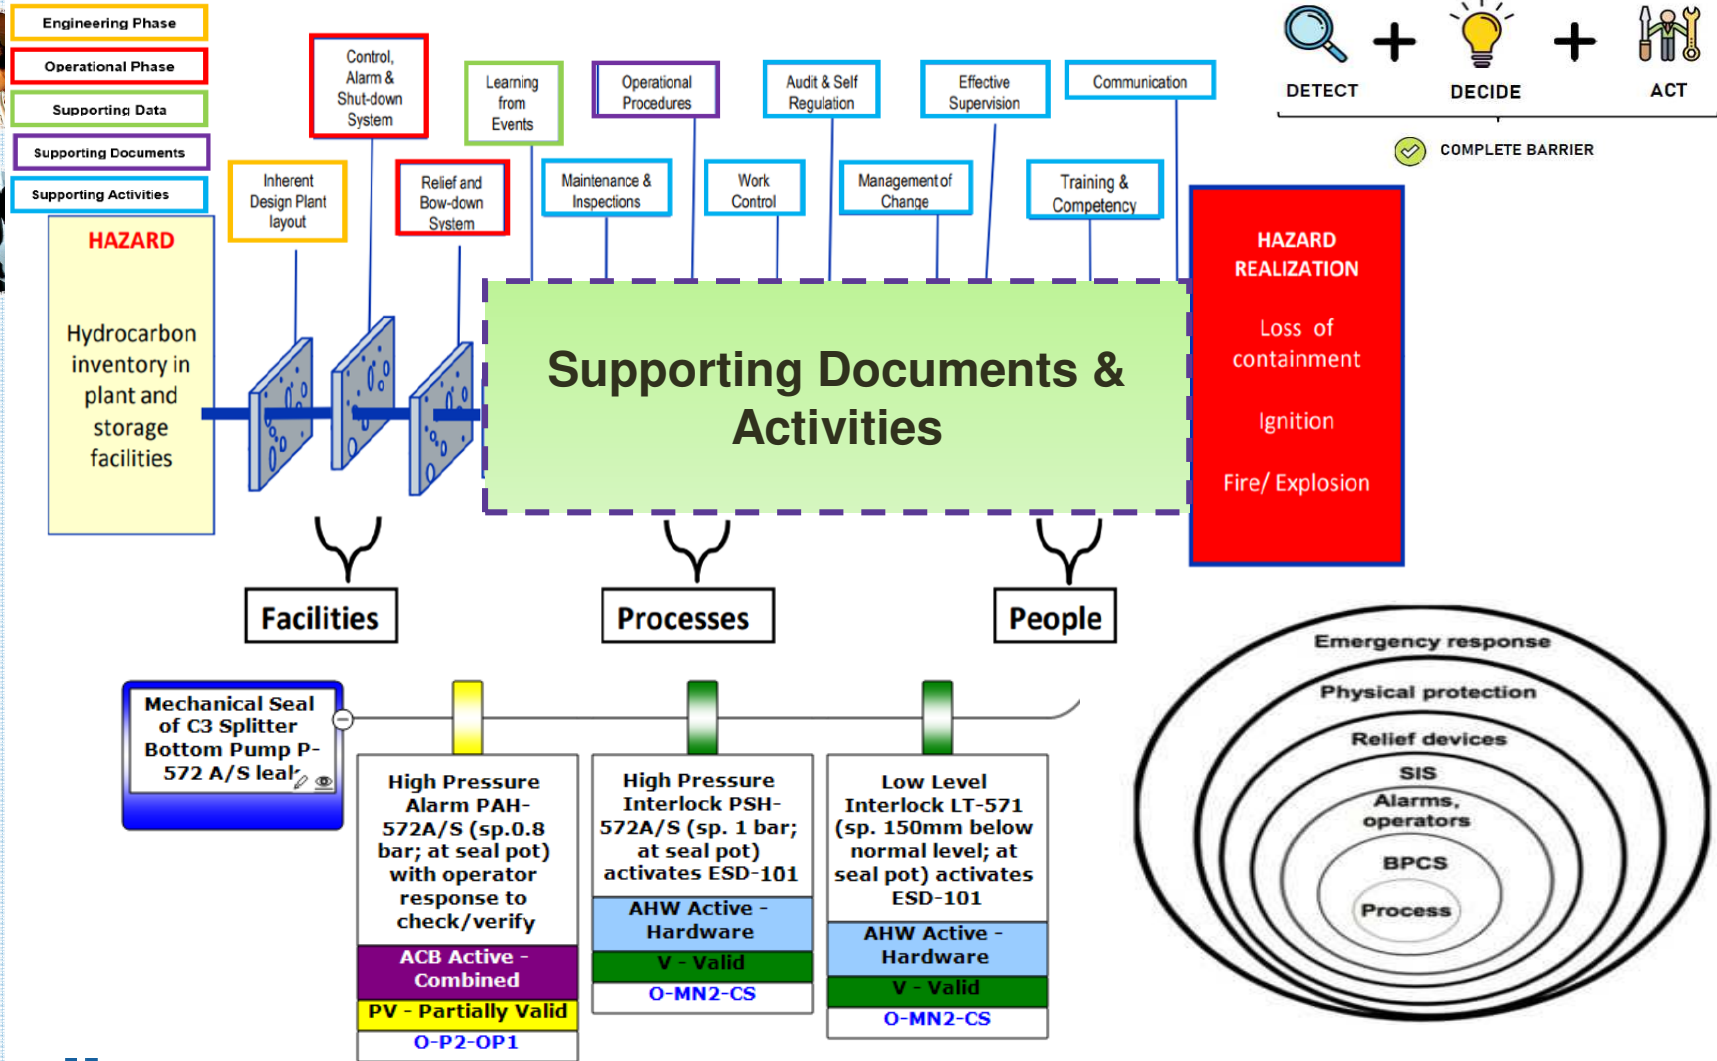 Engineering Phase
Operational Phase
Supporting Data
Supporting Documents
Supporting Activities
Control,
Alarm &
Shut-down
System
Learning
from
Events
Operational
Procedures
Audit & Self
Regulation
Effective
Supervision
Communication
Inherent
Design Plant
layout
Relief and
Bow-down
System
Maintenance &
Inspections
Work
Control
Management of
Change
Training &
Competency
DETECT
DECIDE
ACT
COMPLETE BARRIER
HAZARD
Hydrocarbon
inventory in
plant and
storage
facilities
Supporting Documents &
Activities
HAZARD
REALIZATION
Loss of
containment
Ignition
Fire/ Explosion
Facilities
Processes
People
Mechanical Seal
of C3 Splitter
Bottom Pump P-
572 A/S leak
High Pressure
Alarm PAH-
572A/S (sp.0.8
bar; at seal pot)
with operator
response to
check/verify
ACB Active -
Combined
PV - Partially Valid
O-P2-OP1
High Pressure
Interlock PSH-
572A/S (sp. 1 bar;
at seal pot)
activates ESD-101
AHW Active -
Hardware
V - Valid
O-MN2-CS
Low Level
Interlock LT-571
(sp. 150mm below
normal level; at
seal pot) activates
ESD-101
AHW Active -
Hardware
V - Valid
O-MN2-CS
Emergency response
Physical protection
Relief devices
SIS
Alarms,
operators
BPCS
Process